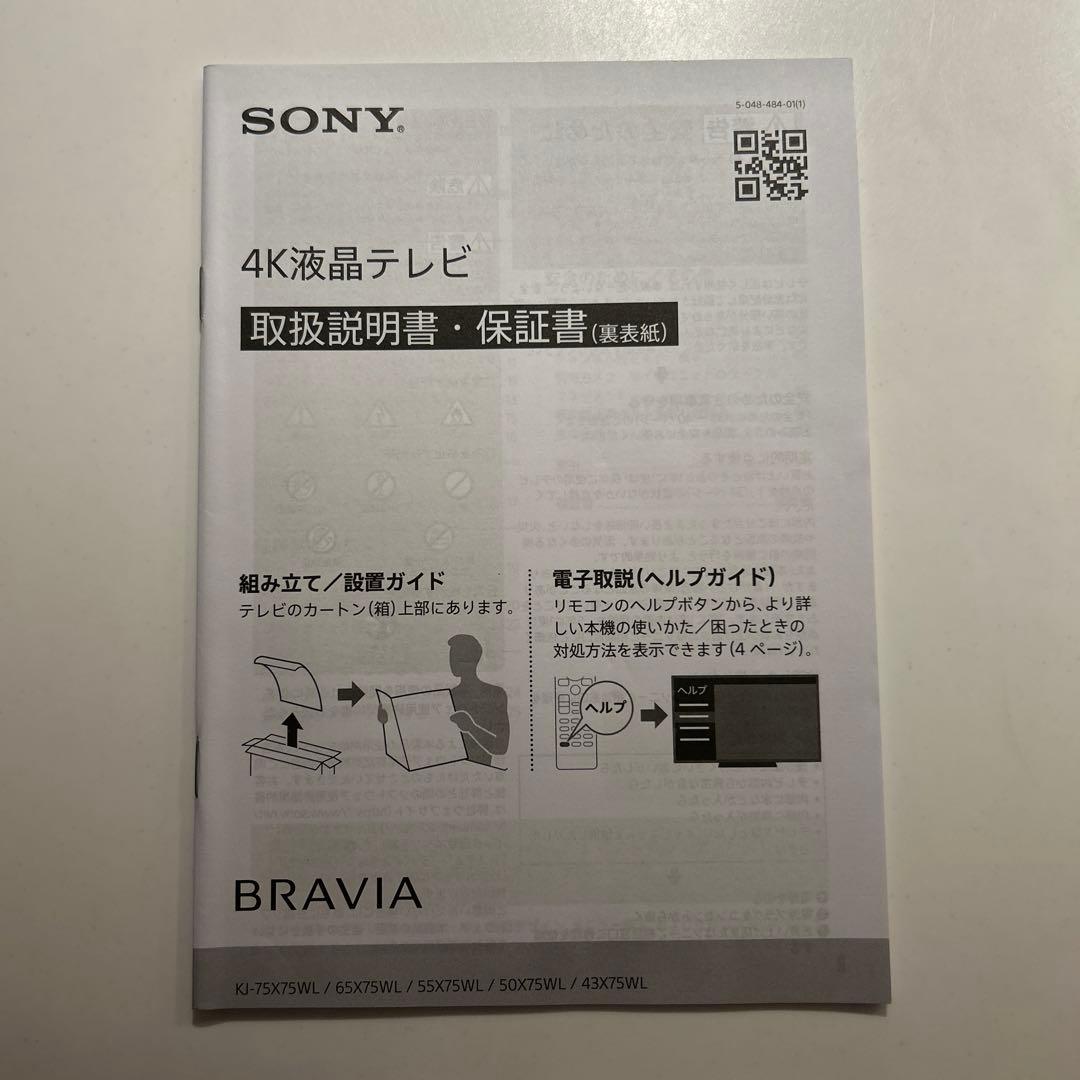 SONY®
5-048-484-01(1)
4K液晶テレビ
取扱説明書・保証書(裏表紙)
組み立て／設置ガイド
テレビのカートン(箱)上部にあります。
電子取説(ヘルプガイド)
リモコンのヘルプボタンから、より詳
しい本機の使いかた／困ったときの
対処方法を表示できます(4 ページ)。
ヘルプ
ヘルプ
BRAVIA
KJ-75X75WL / 65X75WL / 55X75WL / 50X75WL / 43X75WL